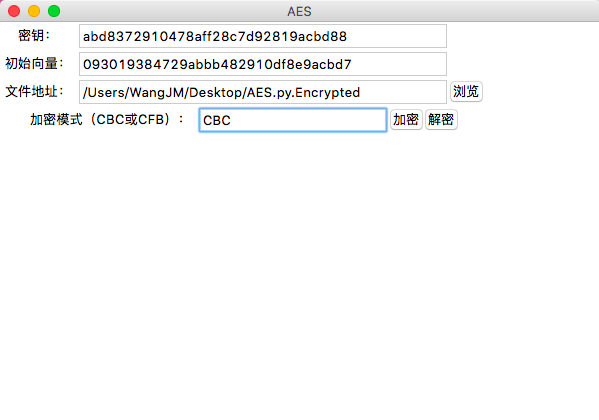 AES
密钥： abd8372910478aff28c7d92819acbd88
初始向量： 093019384729abbb482910df8e9acbd7
文件地址： /Users/WangJM/Desktop/AES.py.Encrypted 浏览
加密模式（CBC或CFB）： CBC 加密 解密